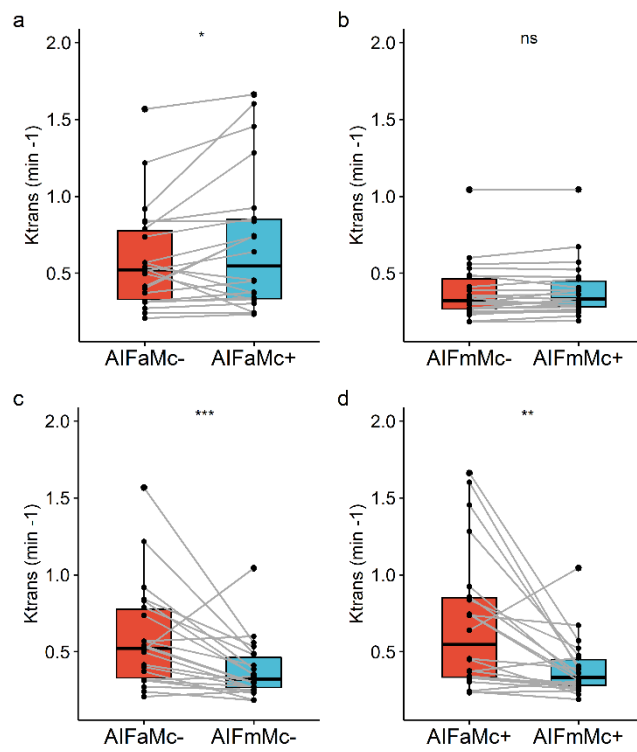 a
*
2.0
1.5
1.0
0.5
Ktrans (min -1)
AIFaMc- AIFaMc+
b
ns
2.0
1.5
1.0
0.5
Ktrans (min -1)
AIFmMc- AIFmMc+
c
***
2.0
1.5
1.0
0.5
Ktrans (min -1)
AIFaMc- AIFmMc-
d
**
2.0
1.5
1.0
0.5
Ktrans (min -1)
AIFaMc+ AIFmMc+